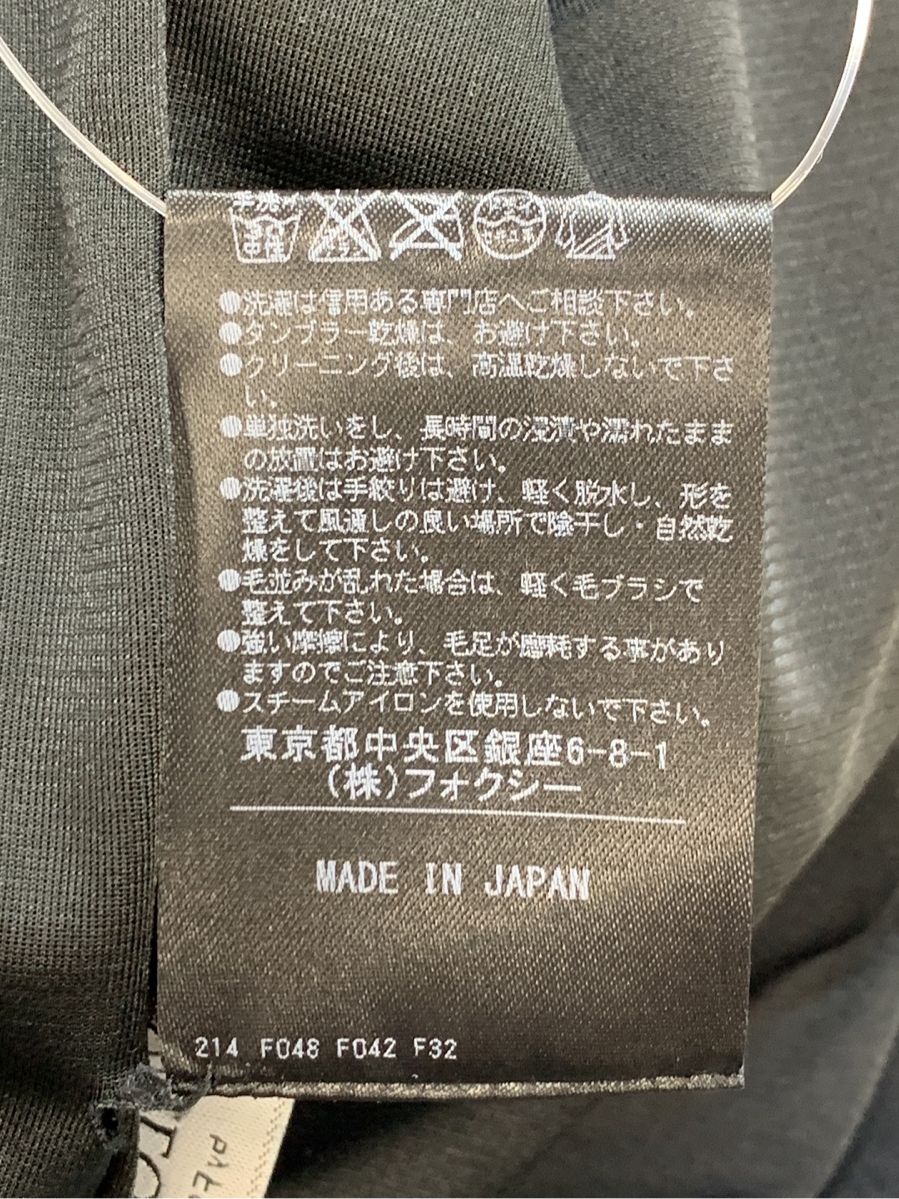 手洗
中性
ドライ
●洗濯は信用ある専門店へご相談下さい。
●タンブラー乾燥は、お避け下さい。
●クリーニング後は、高温乾燥しないで下さ
い。
●単独洗いをし、長時間の浸漬や濡れたまま
の放置はお避け下さい。
●洗濯後は手絞りは避け、軽く脱水し、形を
整えて風通しの良い場所で陰干し・自然乾
燥をして下さい。
●毛並みが乱れた場合は、軽く毛ブラシで
整えて下さい。
●強い摩擦により、毛足が磨耗する事があり
ますのでご注意下さい。
●スチームアイロンを使用しないで下さい。
東京都中央区銀座6-8-1
(株)フォクシー
MADE IN JAPAN
214 F048 F042 F32